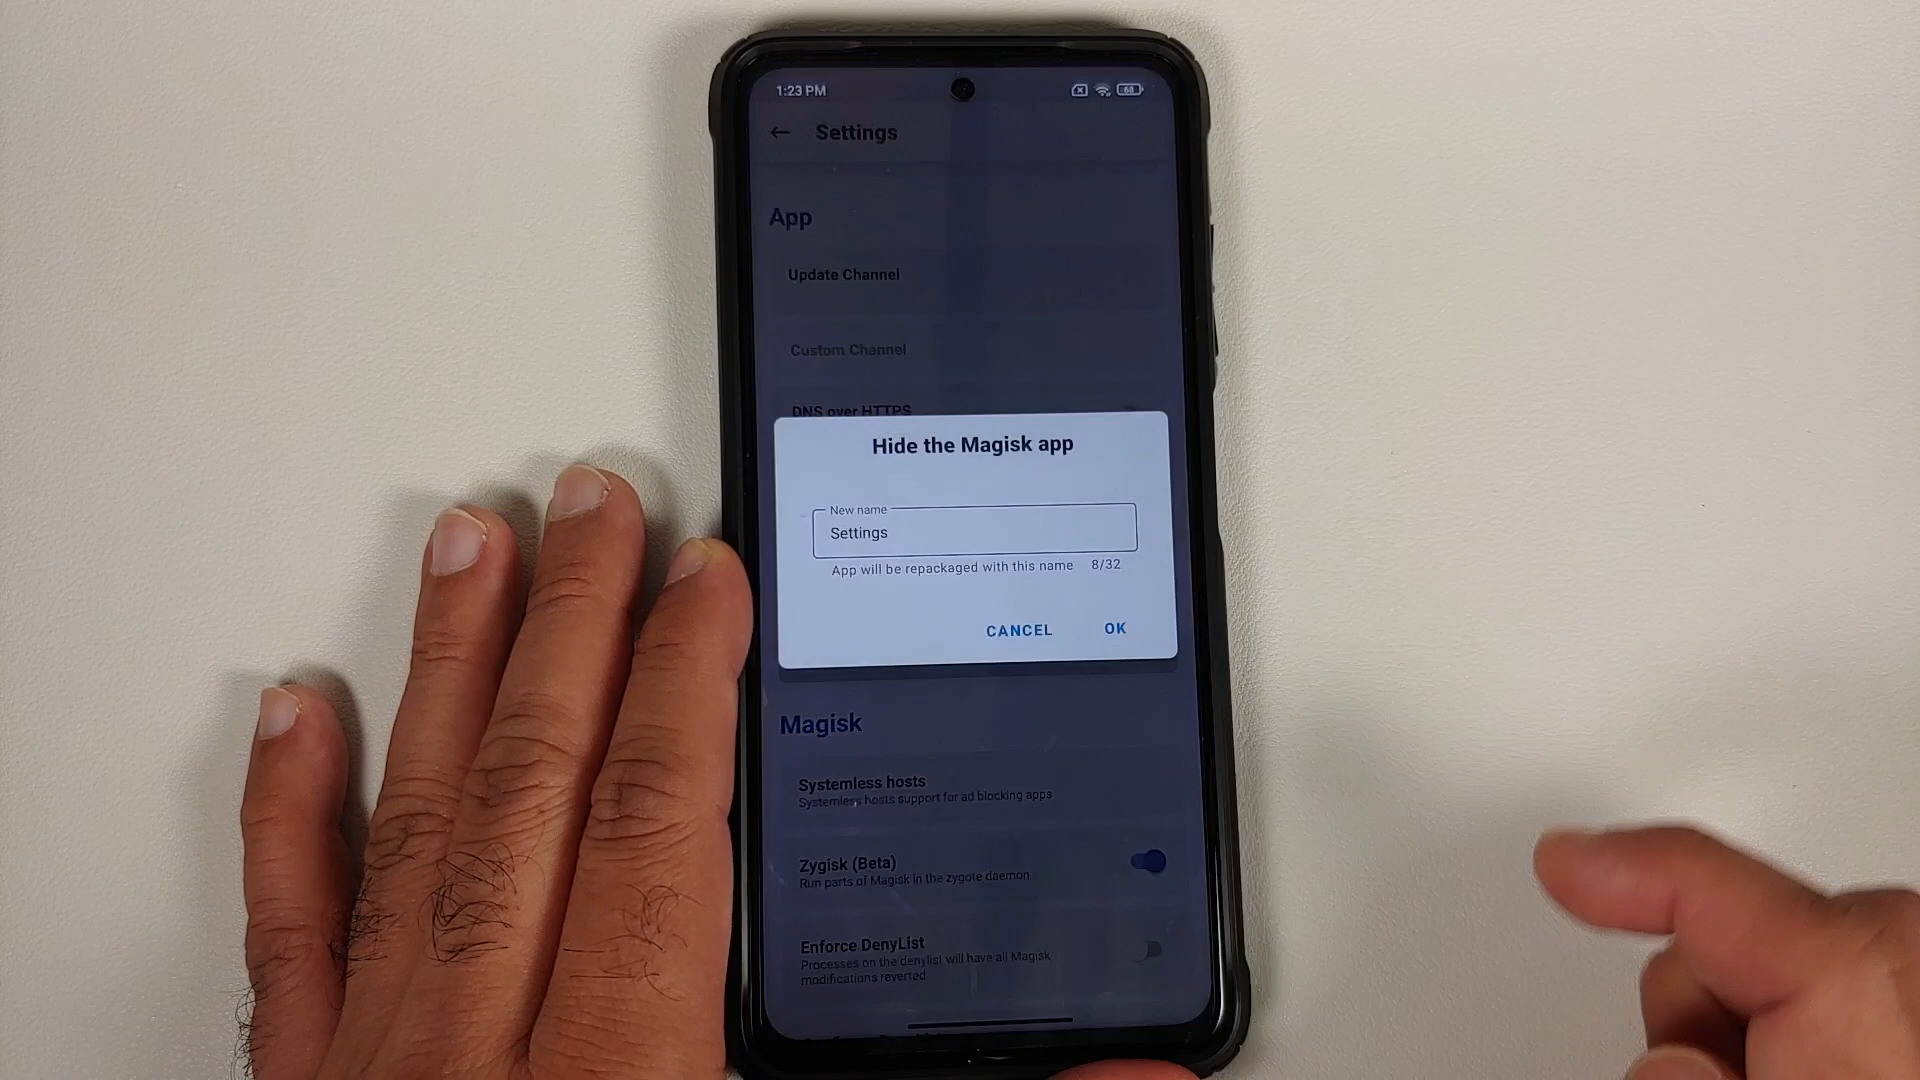 1:23 PM
68
Settings
App
Update Channel
Custom Channel
DNS over HTTPS
Hide the Magisk app
New name
Settings
App will be repackaged with this name 8/32
CANCEL OK
Magisk
Systemless hosts
Systemless hosts support for ad blocking apps
Zygisk (Beta)
Run parts of Magisk in the zygote daemon
Enforce DenyList
Processes on the denylist will have all Magisk
modifications reverted